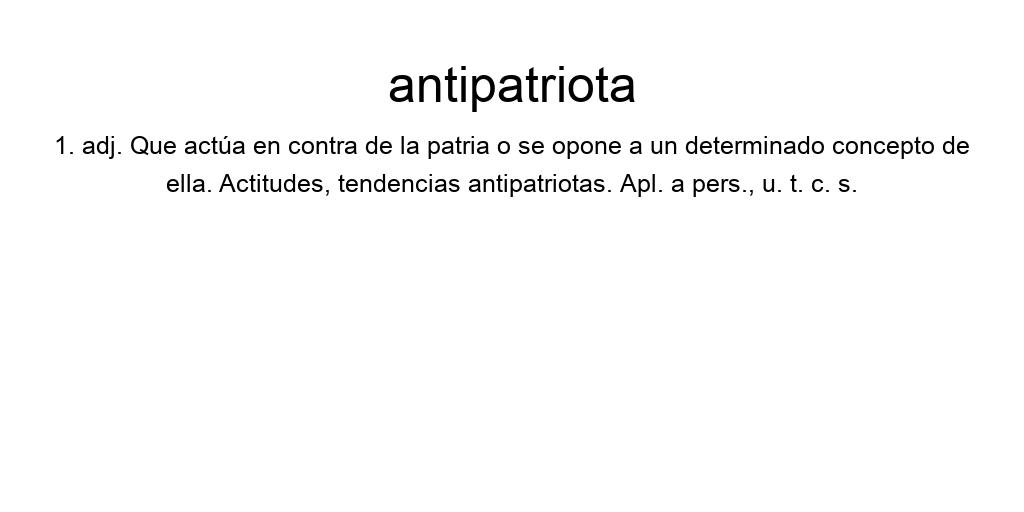 antipatriota
1. adj. Que actúa en contra de la patria o se opone a un determinado concepto de
ella. Actitudes, tendencias antipatriotas. Apl. a pers., u. t. c. s.